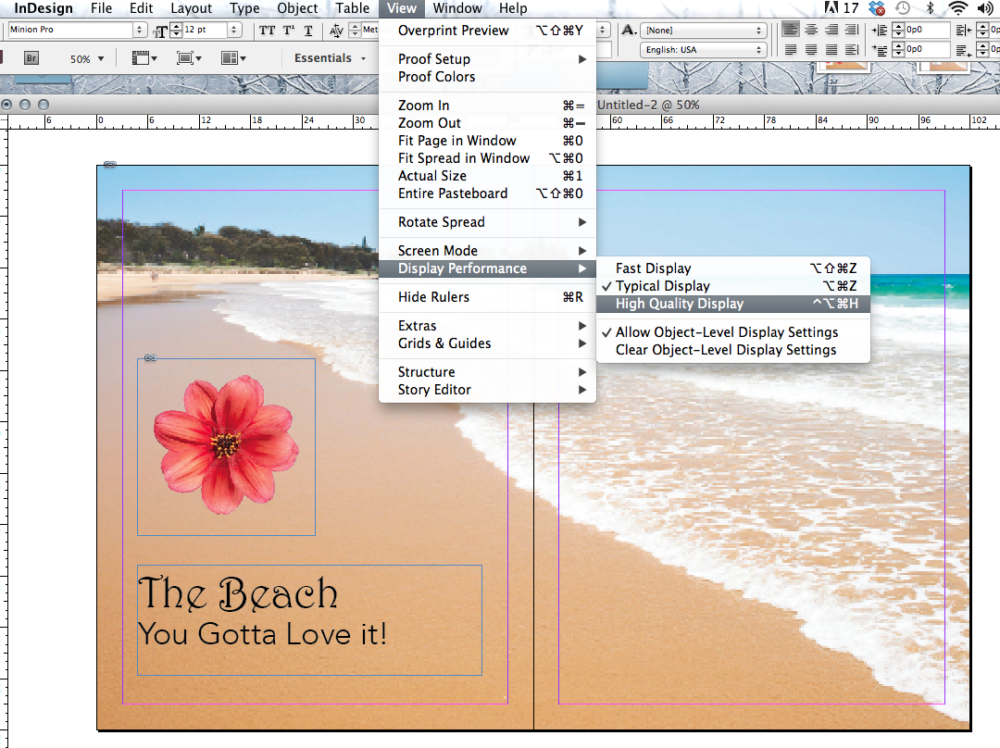 InDesign File Edit Layout Type Object Table View Window Help 17
Minion Pro 12 pt TT T¹ T AV Met A. [None] 0p0 0p
English: USA 0p0 0p
Br 50% Essentials
Untitled-2 @ 50%
6 0 6 12 18 24 30 60 66 72 78 84 90 96 102
Overprint Preview ⌥⇧⌘Y
Proof Setup ▶
Proof Colors
Zoom In ⌘=
Zoom Out ⌘−
Fit Page in Window ⌘0
Fit Spread in Window ⌥⌘0
Actual Size ⌘1
Entire Pasteboard ⌥⇧⌘0
Rotate Spread ▶
Screen Mode ▶
Display Performance ▶
Hide Rulers ⌘R
Extras ▶
Grids & Guides ▶
Structure ▶
Story Editor ▶
Fast Display ⌥⇧⌘Z
✓ Typical Display ⌥⌘Z
High Quality Display ^⌥⌘H
✓ Allow Object-Level Display Settings
Clear Object-Level Display Settings
The Beach
You Gotta Love it!